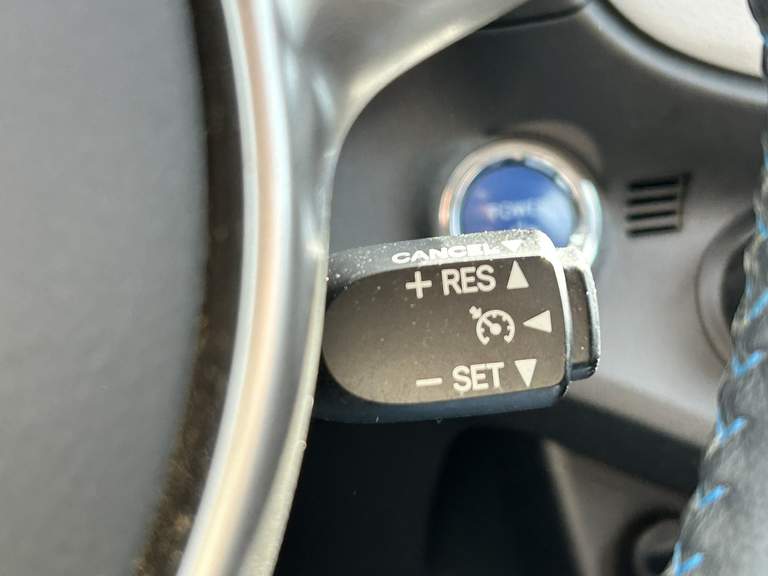 POWER
CANCEL
+ RES
- SET